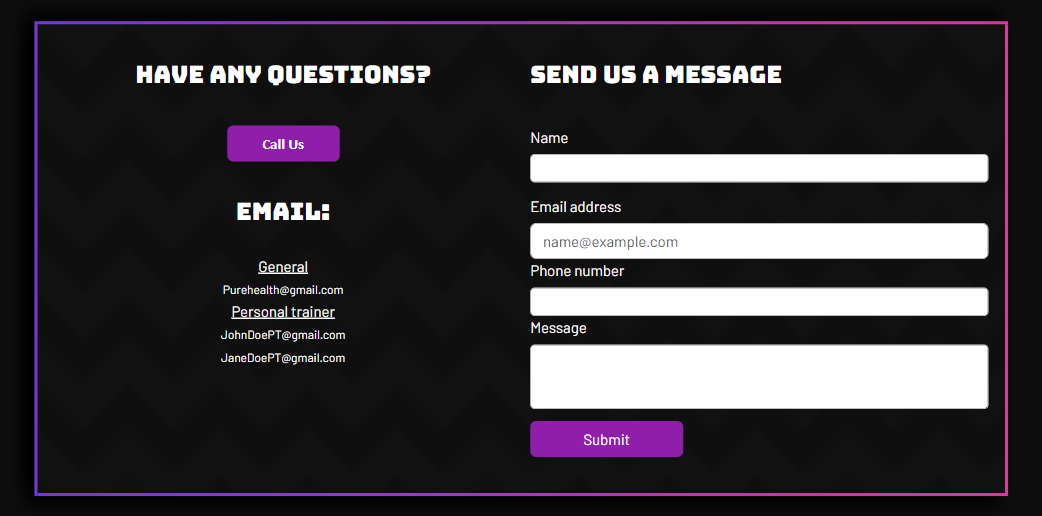 HAVE ANY QUESTIONS?
Call Us
EMAIL:
General
Purehealth@gmail.com
Personal trainer
JohnDoePT@gmail.com
JaneDoePT@gmail.com
SEND US A MESSAGE
Name
Email address
name@example.com
Phone number
Message
Submit